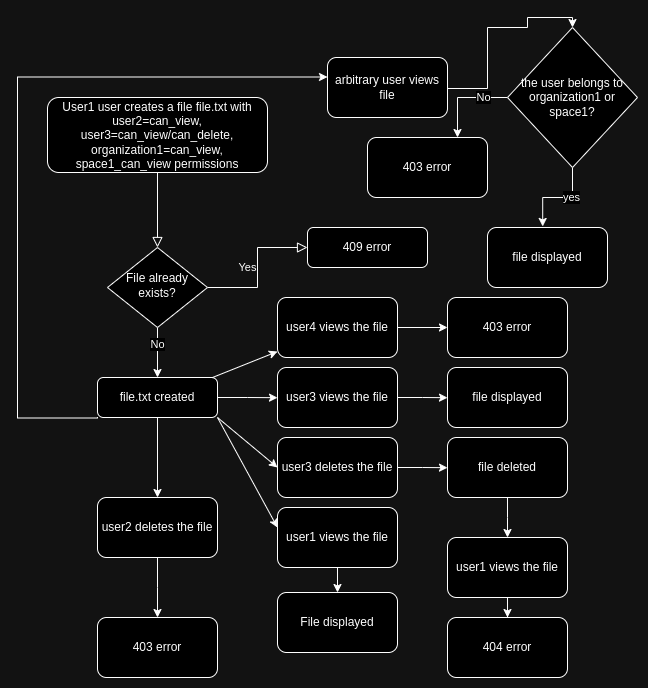 arbitrary user views
file
the user belongs to
organization1 or
space1?
No
User1 user creates a file file.txt with
user2=can_view,
user3=can_view/can_delete,
organization1=can_view,
space1_can_view permissions
403 error
yes
file displayed
409 error
Yes
File already
exists?
No
user4 views the file
403 error
file.txt created
user3 views the file
file displayed
user3 deletes the file
file deleted
user2 deletes the file
user1 views the file
user1 views the file
File displayed
403 error
404 error